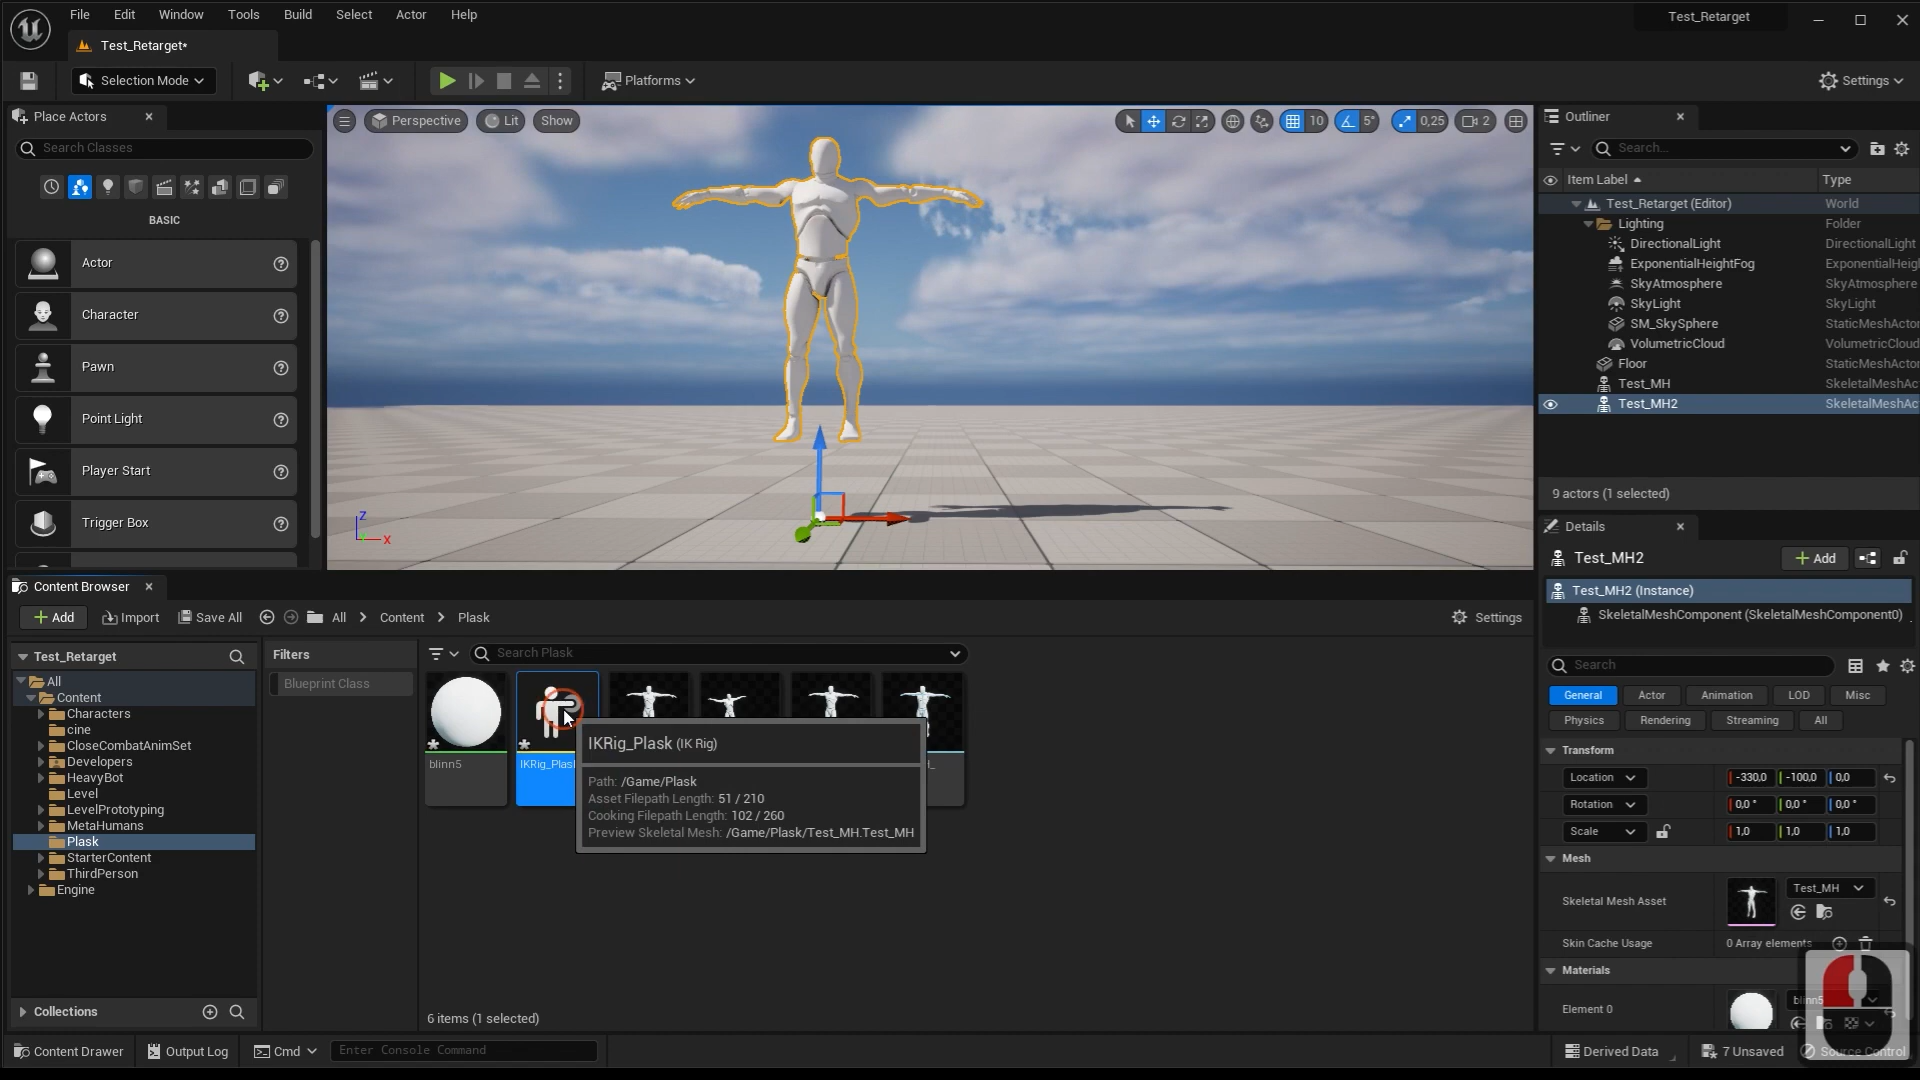 File Edit Window Tools Build Select Actor Help
Test_Retarget
Test_Retarget*
Selection Mode
Platforms
Settings
Place Actors
Search Classes
BASIC
Actor
Character
Pawn
Point Light
Player Start
Trigger Box
Perspective Lit Show
10 5° 0,25 2
Z
X
Outliner
Search...
Item Label Type
Test_Retarget (Editor) World
Lighting Folder
DirectionalLight DirectionalLight
ExponentialHeightFog ExponentialHeig
SkyAtmosphere SkyAtmosphere
SkyLight SkyLight
SM_SkySphere StaticMeshActo
VolumetricCloud VolumetricCloud
Floor StaticMeshActo
Test_MH SkeletalMeshAc
Test_MH2 SkeletalMeshAc
9 actors (1 selected)
Details
Test_MH2
Add
Test_MH2 (Instance)
SkeletalMeshComponent (SkeletalMeshComponent0)
Search
General Actor Animation LOD Misc
Physics Rendering Streaming All
Transform
Location -330,0 -100,0 0,0
Rotation 0,0 ° 0,0 ° 0,0 °
Scale 1,0 1,0 1,0
Mesh
Skeletal Mesh Asset
Test_MH
Skin Cache Usage 0 Array elements
Materials
Element 0
blinn5
Content Browser
Add Import Save All All Content Plask
Settings
Test_Retarget
All
Content
Characters
cine
CloseCombatAnimSet
Developers
HeavyBot
Level
LevelPrototyping
MetaHumans
Plask
StarterContent
ThirdPerson
Engine
Collections
Filters
Blueprint Class
Search Plask
blinn5
IKRig_Plas
IKRig_Plask (IK Rig)
Path: /Game/Plask
Asset Filepath Length: 51 / 210
Cooking Filepath Length: 102 / 260
Preview Skeletal Mesh: /Game/Plask/Test_MH.Test_MH
6 items (1 selected)
Content Drawer Output Log Cmd Enter Console Command
Derived Data 7 Unsaved Source Control